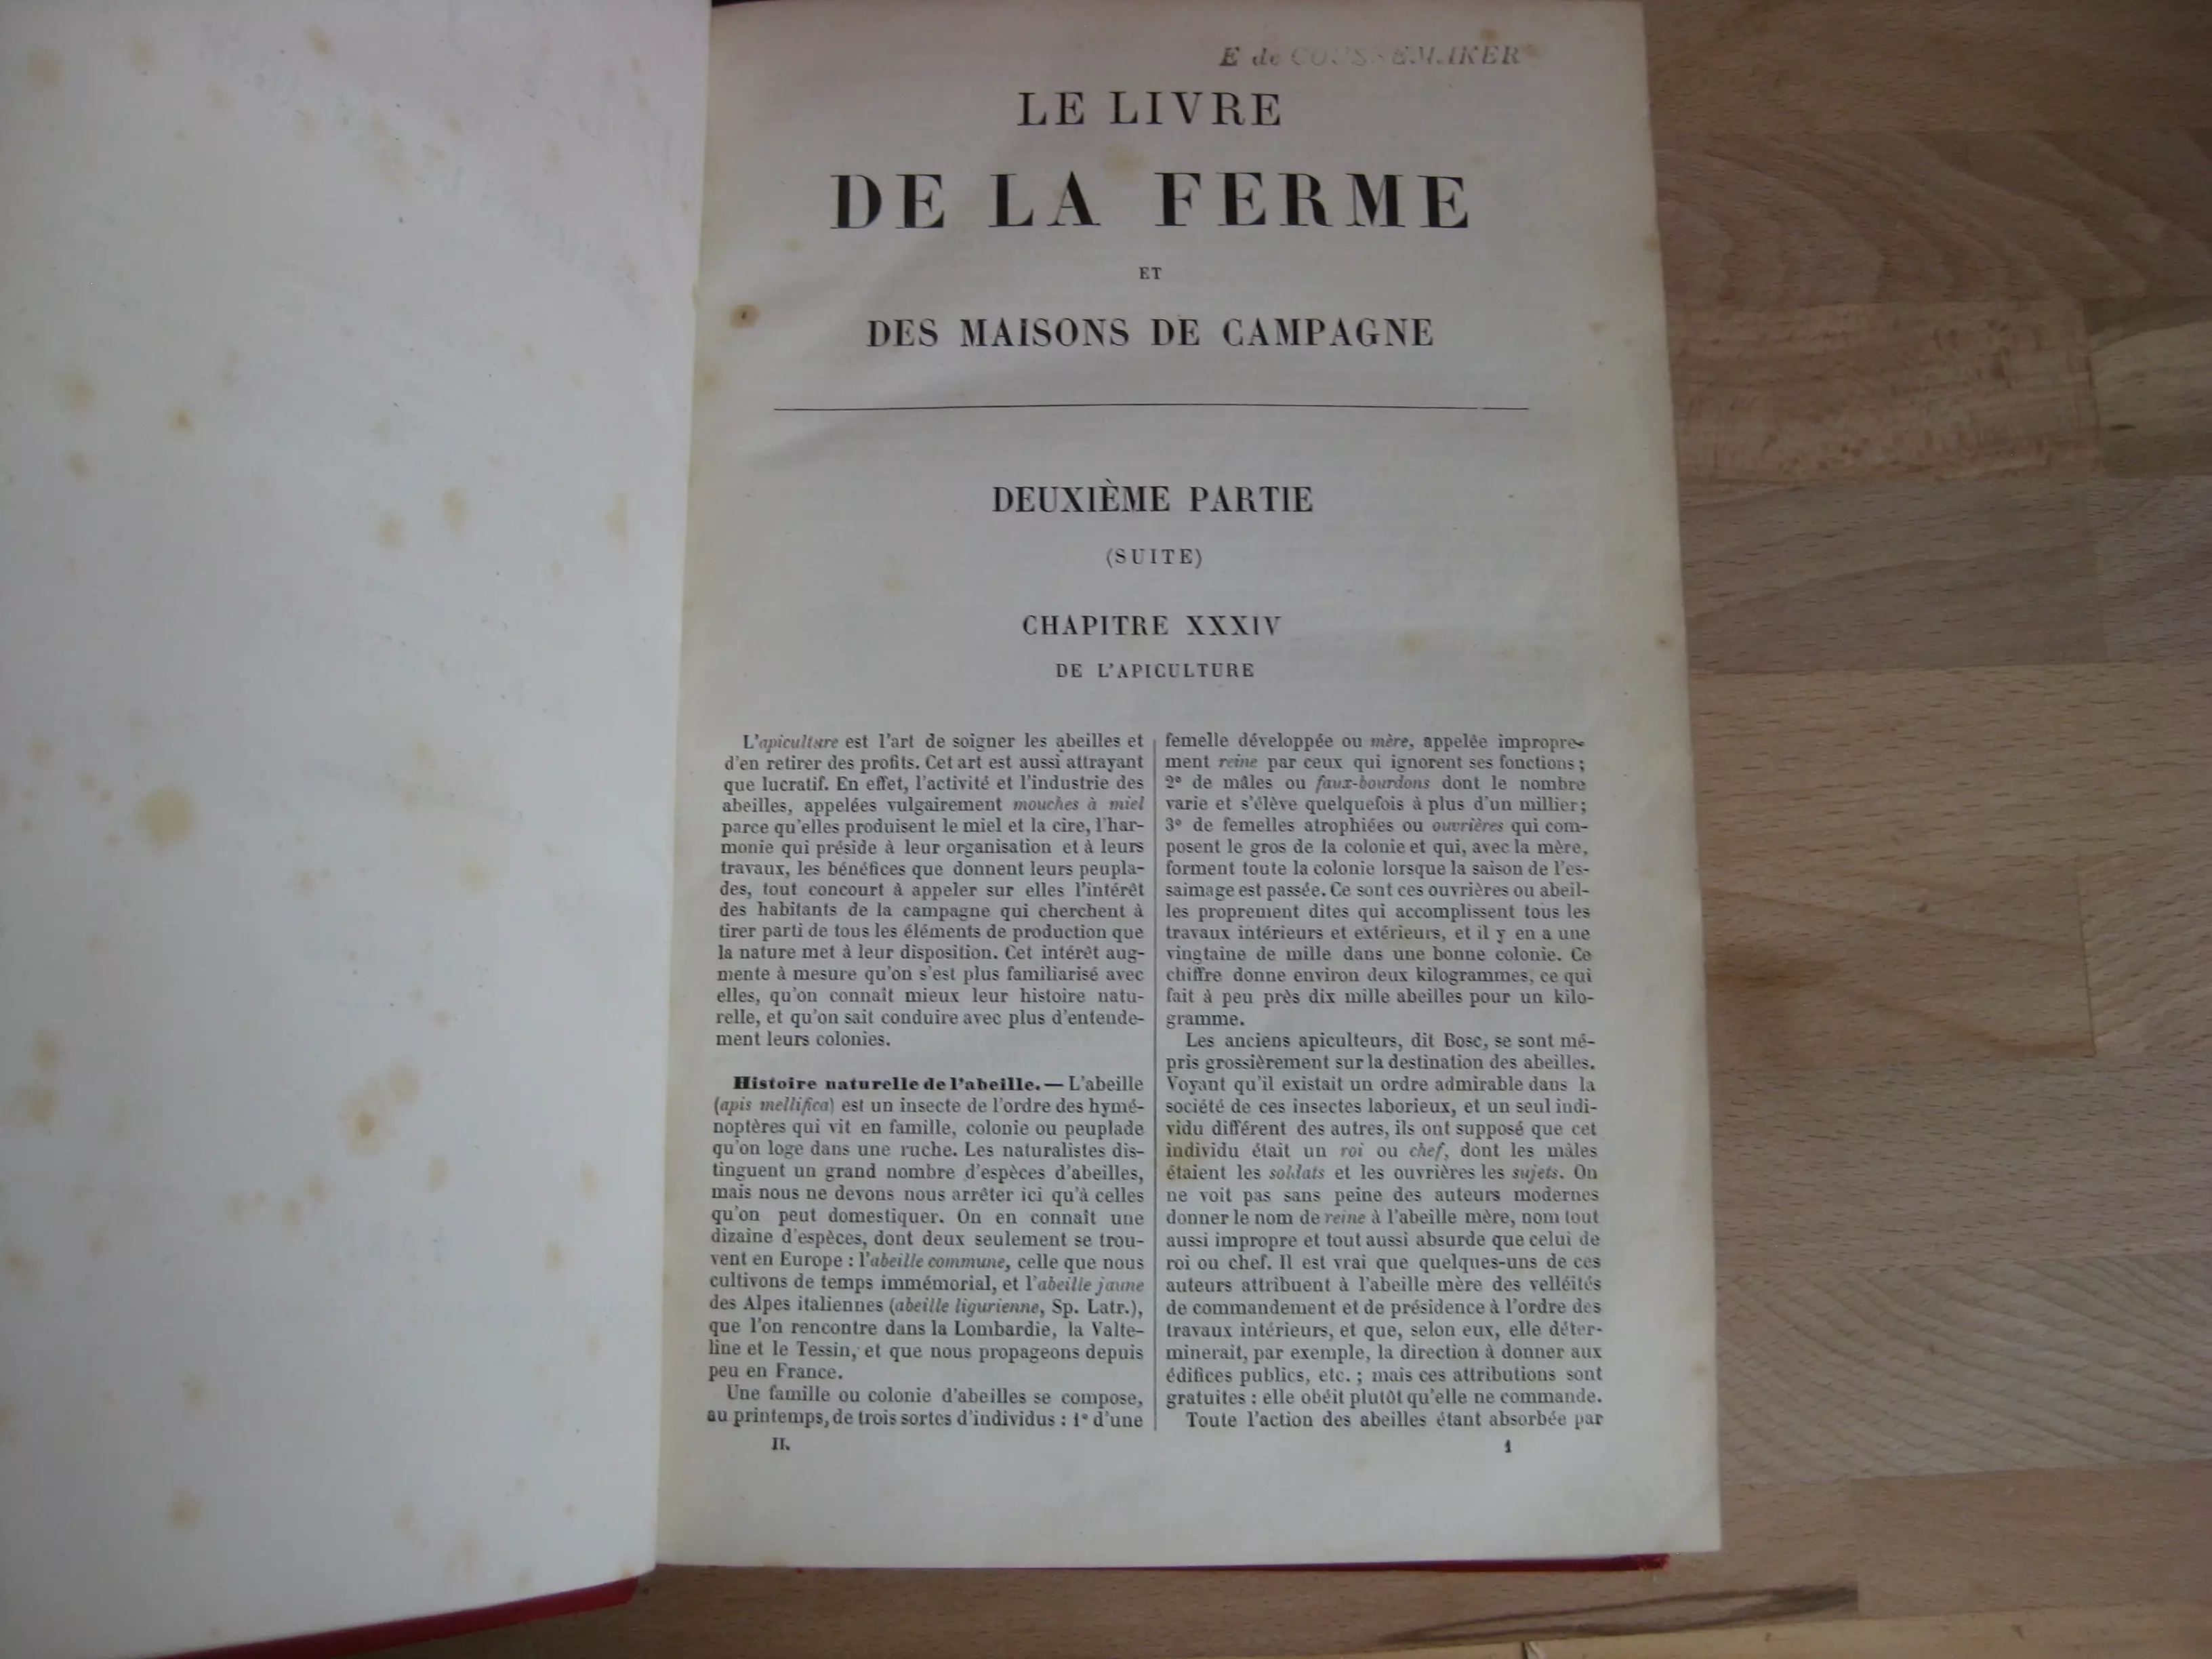 E de COUSSEMAKER
LE LIVRE
DE LA FERME
ET
DES MAISONS DE CAMPAGNE
DEUXIÈME PARTIE
(SUITE)
CHAPITRE XXXIV
DE L'APICULTURE
L'apiculture est l'art de soigner les abeilles et
d'en retirer des profits. Cet art est aussi attrayant
que lucratif. En effet, l'activité et l'industrie des
abeilles, appelées vulgairement mouches à miel
parce qu'elles produisent le miel et la cire, l'har-
monie qui préside à leur organisation et à leurs
travaux, les bénéfices que donnent leurs peupla-
des, tout concourt à appeler sur elles l'intérêt
des habitants de la campagne qui cherchent à
tirer parti de tous les éléments de production que
la nature met à leur disposition. Cet intérêt aug-
mente à mesure qu'on s'est plus familiarisé avec
elles, qu'on connaît mieux leur histoire natu-
relle, et qu'on sait conduire avec plus d'entende-
ment leurs colonies.
Histoire naturelle de l'abeille. — L'abeille
(apis mellifica) est un insecte de l'ordre des hymé-
noptères qui vit en famille, colonie ou peuplade
qu'on loge dans une ruche. Les naturalistes dis-
tinguent un grand nombre d'espèces d'abeilles,
mais nous ne devons nous arrêter ici qu'à celles
qu'on peut domestiquer. On en connaît une
dizaine d'espèces, dont deux seulement se trou-
vent en Europe : l'abeille commune, celle que nous
cultivons de temps immémorial, et l'abeille jaune
des Alpes italiennes (abeille ligurienne, Sp. Latr.),
que l'on rencontre dans la Lombardie, la Valte-
line et le Tessin, et que nous propageons depuis
peu en France.
Une famille ou colonie d'abeilles se compose,
au printemps, de trois sortes d'individus : 1° d'une
femelle développée ou mère, appelée impropre-
ment reine par ceux qui ignorent ses fonctions ;
2° de mâles ou faux-bourdons dont le nombre
varie et s'élève quelquefois à plus d'un millier ;
3° de femelles atrophiées ou ouvrières qui com-
posent le gros de la colonie et qui, avec la mère,
forment toute la colonie lorsque la saison de l'es-
saimage est passée. Ce sont ces ouvrières ou abeil-
les proprement dites qui accomplissent tous les
travaux intérieurs et extérieurs, et il y en a une
vingtaine de mille dans une bonne colonie. Ce
chiffre donne environ deux kilogrammes, ce qui
fait à peu près dix mille abeilles pour un kilo-
gramme.
Les anciens apiculteurs, dit Bosc, se sont mé-
pris grossièrement sur la destination des abeilles.
Voyant qu'il existait un ordre admirable dans la
société de ces insectes laborieux, et un seul indi-
vidu différent des autres, ils ont supposé que cet
individu était un roi ou chef, dont les mâles
étaient les soldats et les ouvrières les sujets. On
ne voit pas sans peine des auteurs modernes
donner le nom de reine à l'abeille mère, nom tout
aussi impropre et tout aussi absurde que celui de
roi ou chef. Il est vrai que quelques-uns de ces
auteurs attribuent à l'abeille mère des velléités
de commandement et de présidence à l'ordre des
travaux intérieurs, et que, selon eux, elle déter-
minerait, par exemple, la direction à donner aux
édifices publics, etc. ; mais ces attributions sont
gratuites : elle obéit plutôt qu'elle ne commande.
Toute l'action des abeilles étant absorbée par
II. 1